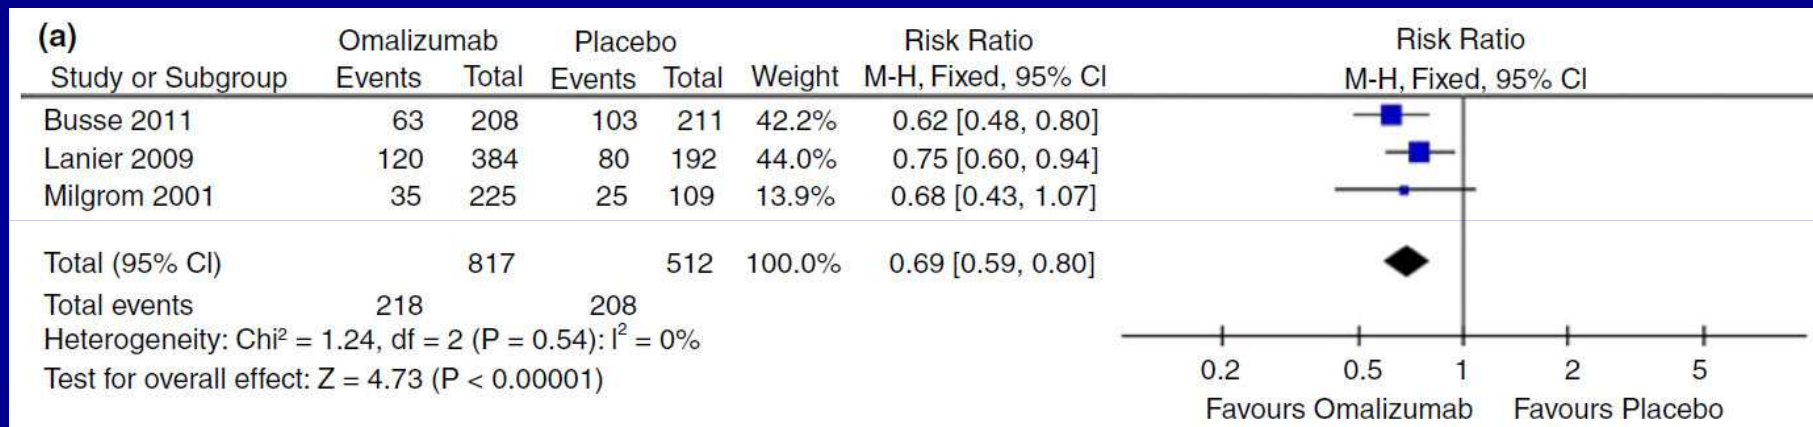 (a) Omalizumab Placebo Risk Ratio Risk Ratio
Study or Subgroup Events Total Events Total Weight M-H, Fixed, 95% CI M-H, Fixed, 95% CI
Busse 2011 63 208 103 211 42.2% 0.62 [0.48, 0.80]
Lanier 2009 120 384 80 192 44.0% 0.75 [0.60, 0.94]
Milgrom 2001 35 225 25 109 13.9% 0.68 [0.43, 1.07]
Total (95% CI) 817 512 100.0% 0.69 [0.59, 0.80]
Total events 218 208
Heterogeneity: Chi² = 1.24, df = 2 (P = 0.54): I² = 0%
Test for overall effect: Z = 4.73 (P < 0.00001)
0.2 0.5 1 2 5
Favours Omalizumab Favours Placebo